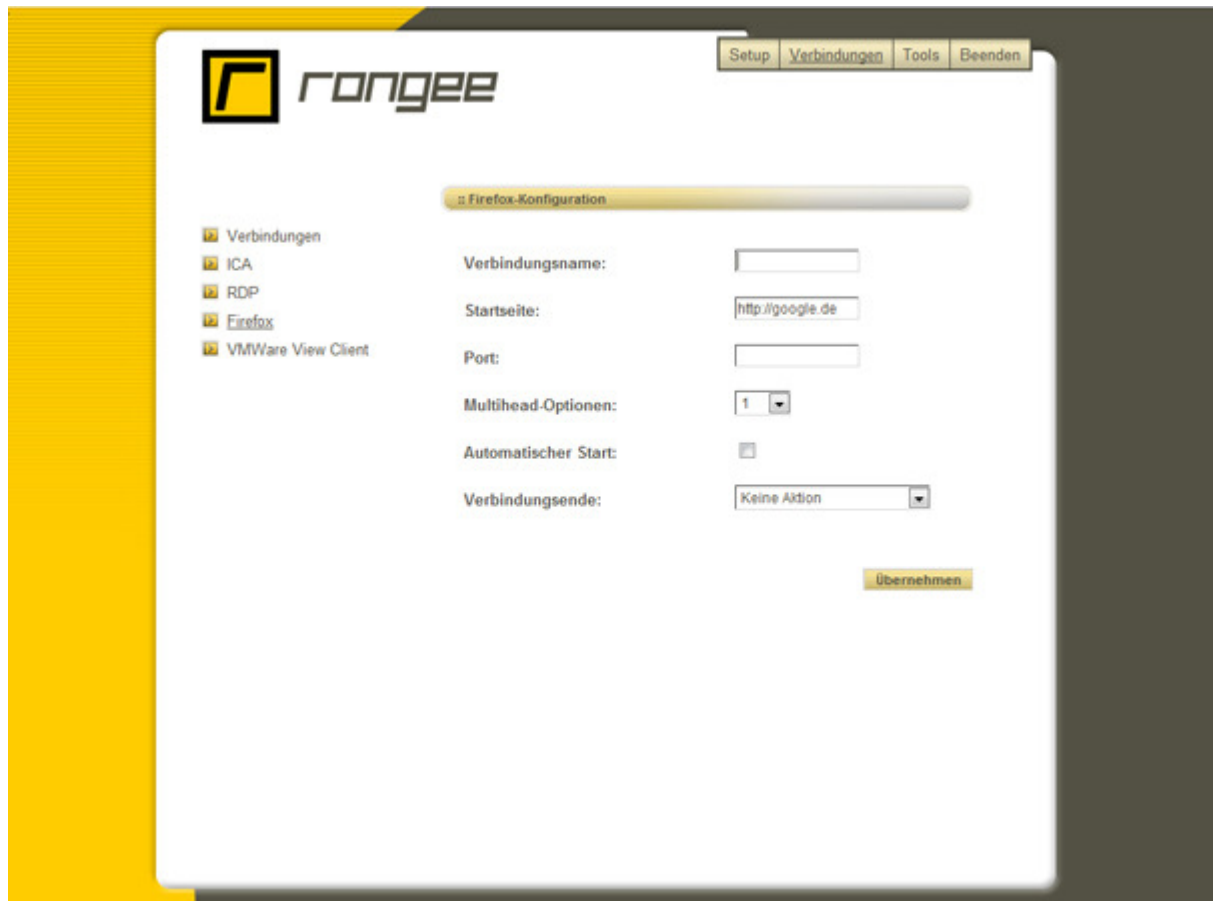 rangee
Setup Verbindungen Tools Beenden
:: Firefox-Konfiguration
Verbindungen
ICA
RDP
Firefox
VMWare View Client
Verbindungsname:
Startseite: http://google.de
Port:
Multihead-Optionen: 1
Automatischer Start:
Verbindungsende: Keine Aktion
Übernehmen